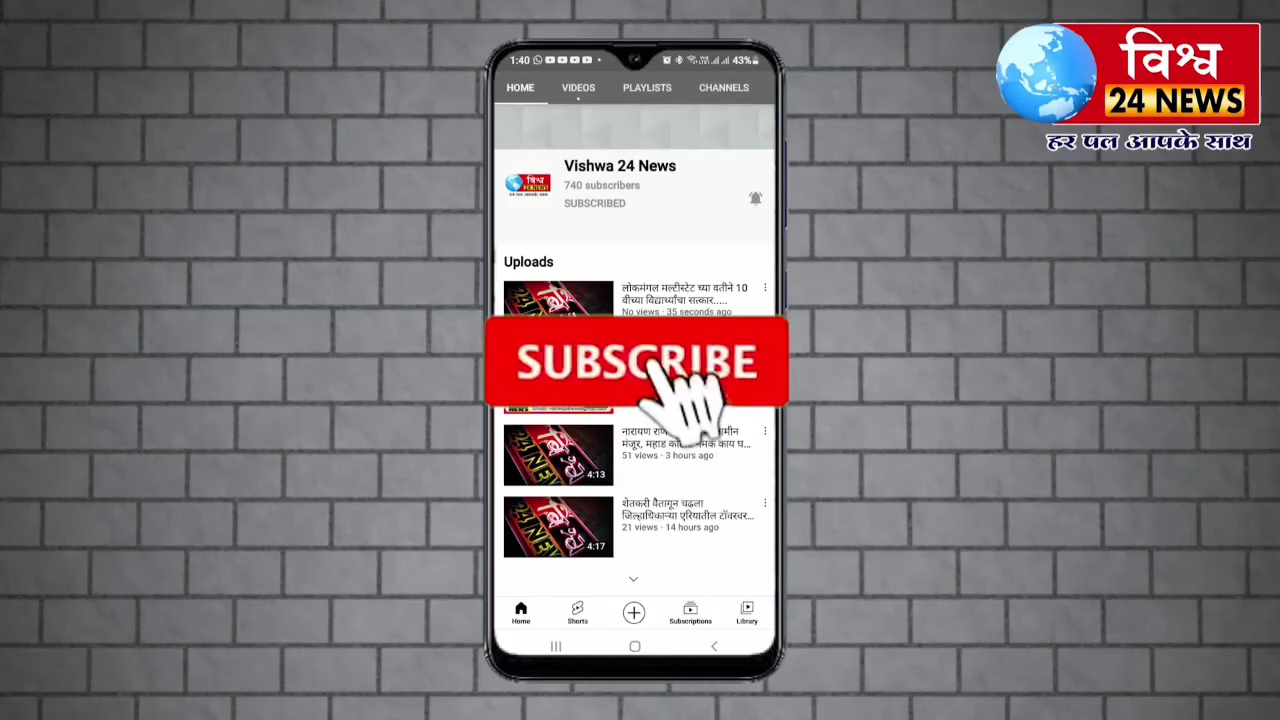 विश्व
24 NEWS
हर पल आपके साथ
1:40
43%
HOME
VIDEOS
PLAYLISTS
CHANNELS
Vishwa 24 News
740 subscribers
SUBSCRIBED
Uploads
लोकमंगल मल्टीस्टेट च्या वतीने 10
वीच्या विद्यार्थ्यांचा सत्कार.....
No views · 35 seconds ago
SUBSCRIBE
नारायण
मंजूर, महाड काय घ...
51 views · 3 hours ago
4:13
शेतकरी वैतागून चढला
जिल्हाधिकाऱ्या एरियातील टॉवरवर...
21 views · 14 hours ago
4:17
Home
Shorts
Subscriptions
Library